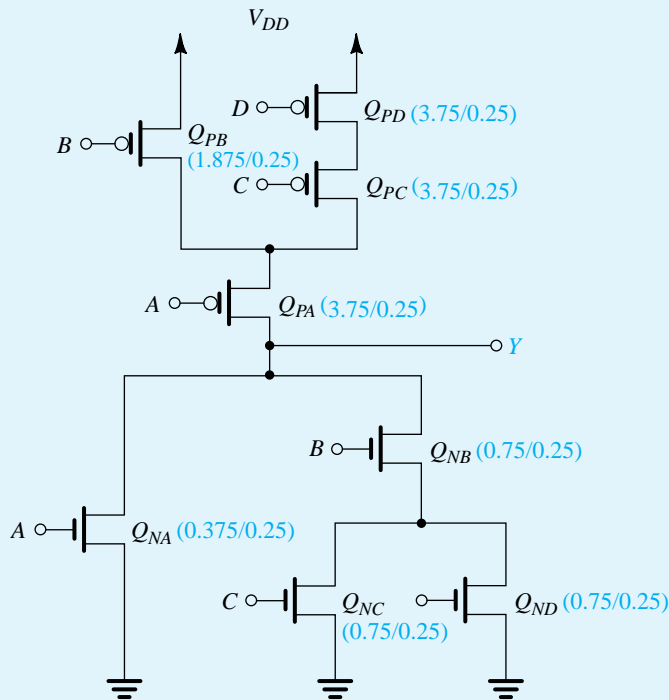 V_DD
D
Q_PD (3.75/0.25)
B
Q_PB
(1.875/0.25)
C
Q_PC (3.75/0.25)
A
Q_PA (3.75/0.25)
Y
B
Q_NB (0.75/0.25)
A
Q_NA (0.375/0.25)
C
Q_NC
(0.75/0.25)
Q_ND (0.75/0.25)